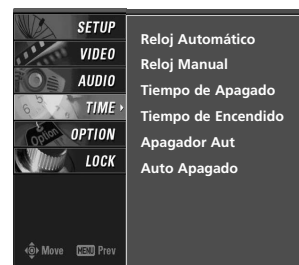 SETUP
VIDEO
AUDIO
TIME
OPTION
LOCK
Move MENU Prev
Reloj Automático
Reloj Manual
Tiempo de Apagado
Tiempo de Encendido
Apagador Aut
Auto Apagado
Option